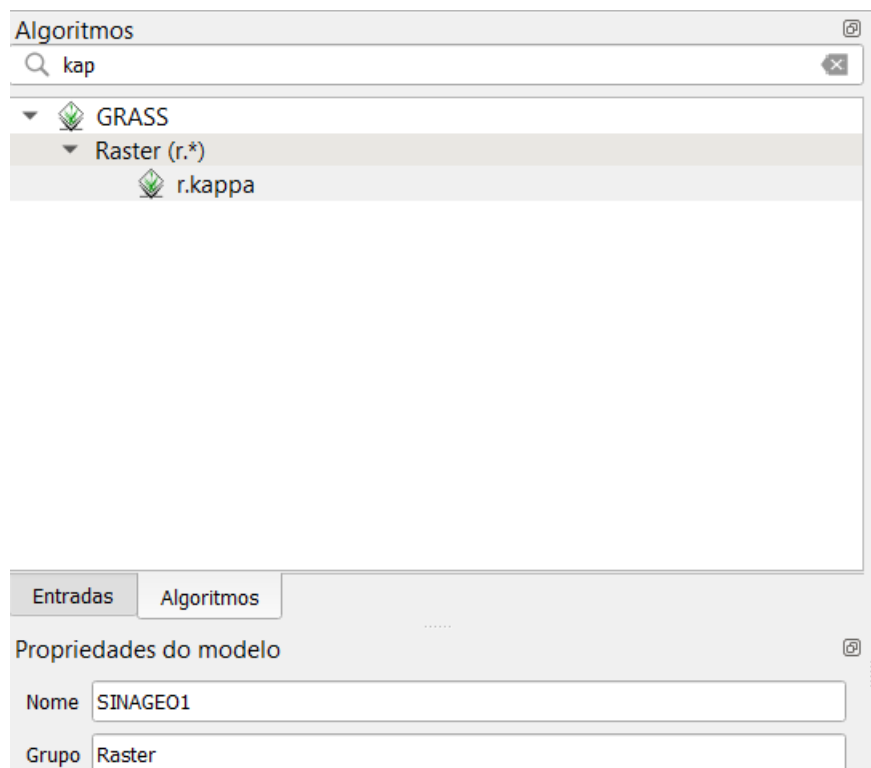 Algoritmos
kap
GRASS
Raster (r.*)
r.kappa
Entradas Algoritmos
Propriedades do modelo
Nome SINAGEO1
Grupo Raster